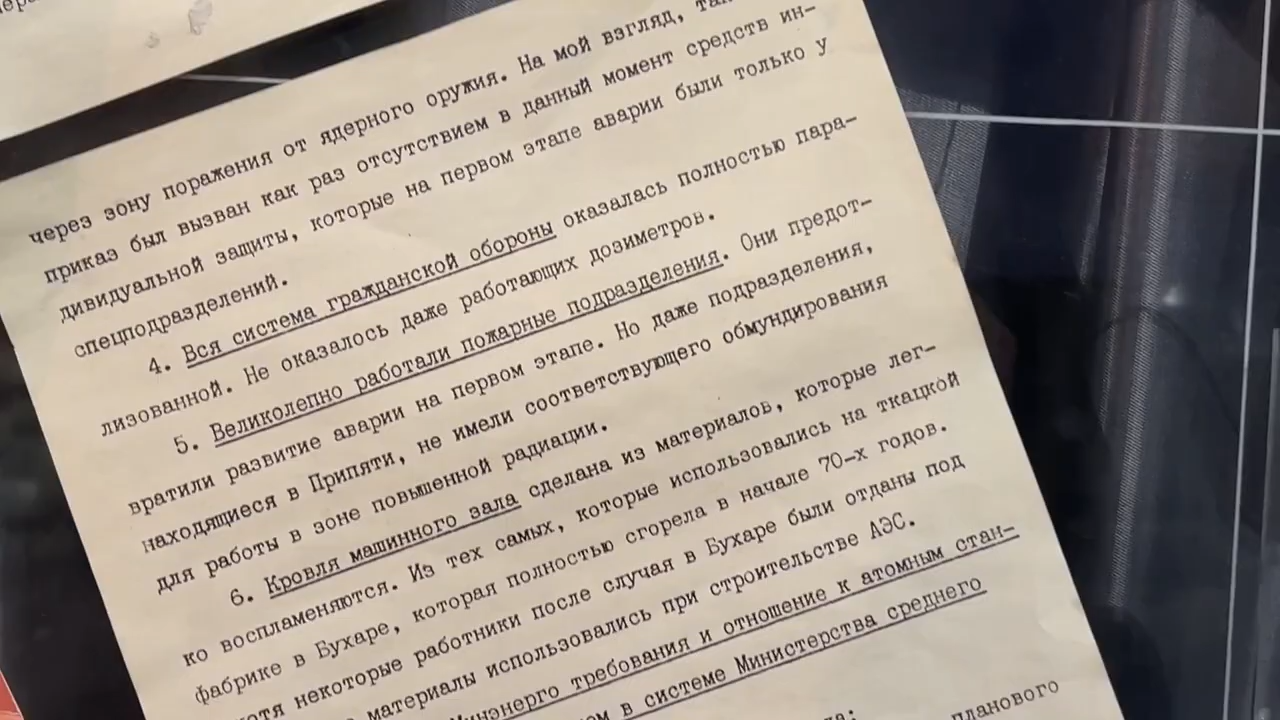 через зону поражения от ядерного оружия. На мой взгляд,
приказ был вызван как раз отсутствием в данный момент средств ин-
дивидуальной защиты, которые на первом этапе аварии были только у
спецподразделений.
4. Вся система гражданской обороны оказалась полностью пара-
лизованной. Не оказалось даже работающих дозиметров.
5. Великолепно работали пожарные подразделения. Они предот-
вратили развитие аварии на первом этапе. Но даже подразделения,
находящиеся в Припяти, не имели соответствующего обмундирования
для работы в зоне повышенной радиации.
6. Кровля машинного зала сделана из материалов, которые лег-
ко воспламеняются. Из тех самых, которые использовались на ткацкой
фабрике в Бухаре, которая полностью сгорела в начале 70-х годов.
некоторые работники после случая в Бухаре были отданы под
материалы использовались при строительстве АЭС.
Минэнерго требования и отношение к атомным стан-
в системе Министерства среднего
планового